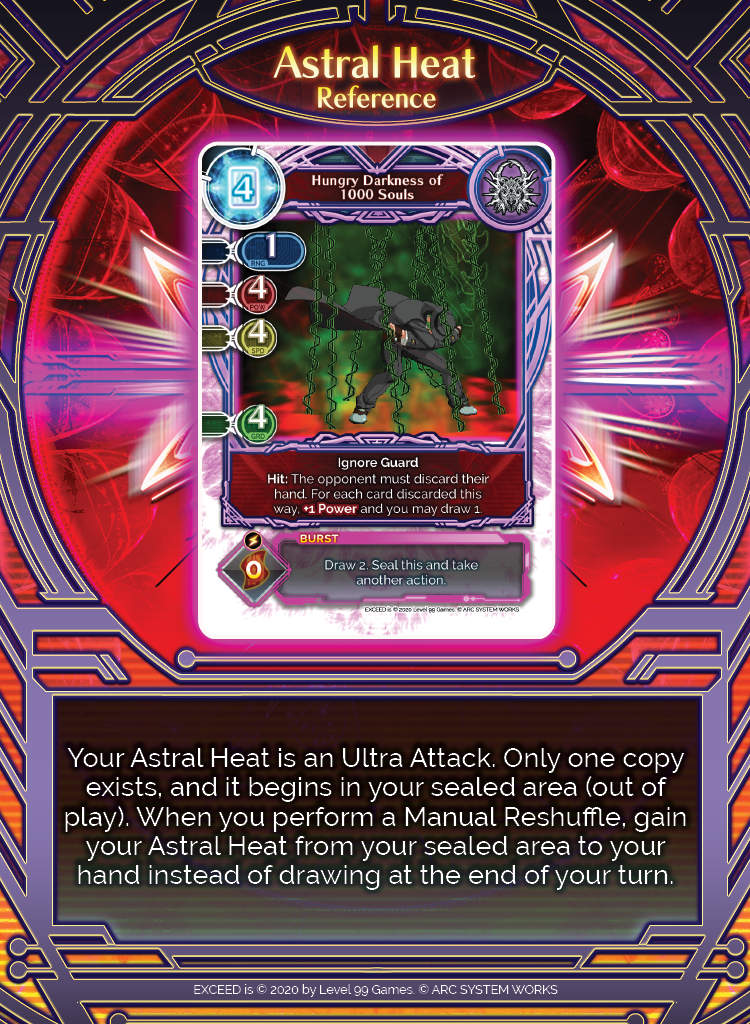 Astral Heat
Reference
4
Hungry Darkness of
1000 Souls
1
RNG
4
POW
4
SPD
4
GRD
Ignore Guard
Hit: The opponent must discard their
hand. For each card discarded this
way, +1 Power and you may draw 1.
BURST
0
Draw 2. Seal this and take
another action.
EXCEED is © 2020 Level 99 Games. © ARC SYSTEM WORKS
Your Astral Heat is an Ultra Attack. Only one copy
exists, and it begins in your sealed area (out of
play). When you perform a Manual Reshuffle, gain
your Astral Heat from your sealed area to your
hand instead of drawing at the end of your turn.
EXCEED is © 2020 by Level 99 Games. © ARC SYSTEM WORKS